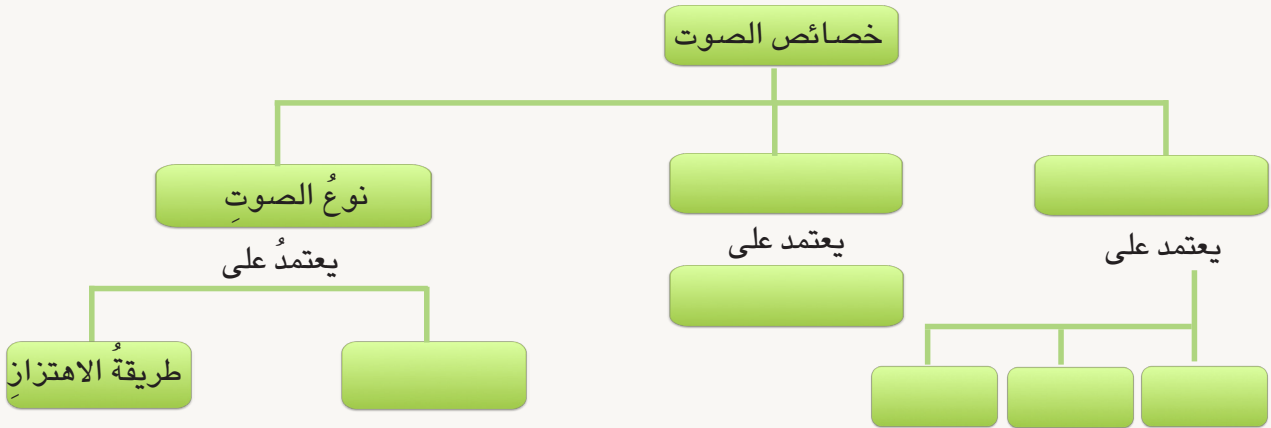 خصائص الصوت
نوعُ الصوتِ
يعتمد على
يعتمد على
يعتمدُ على
طريقةُ الاهتزازِ